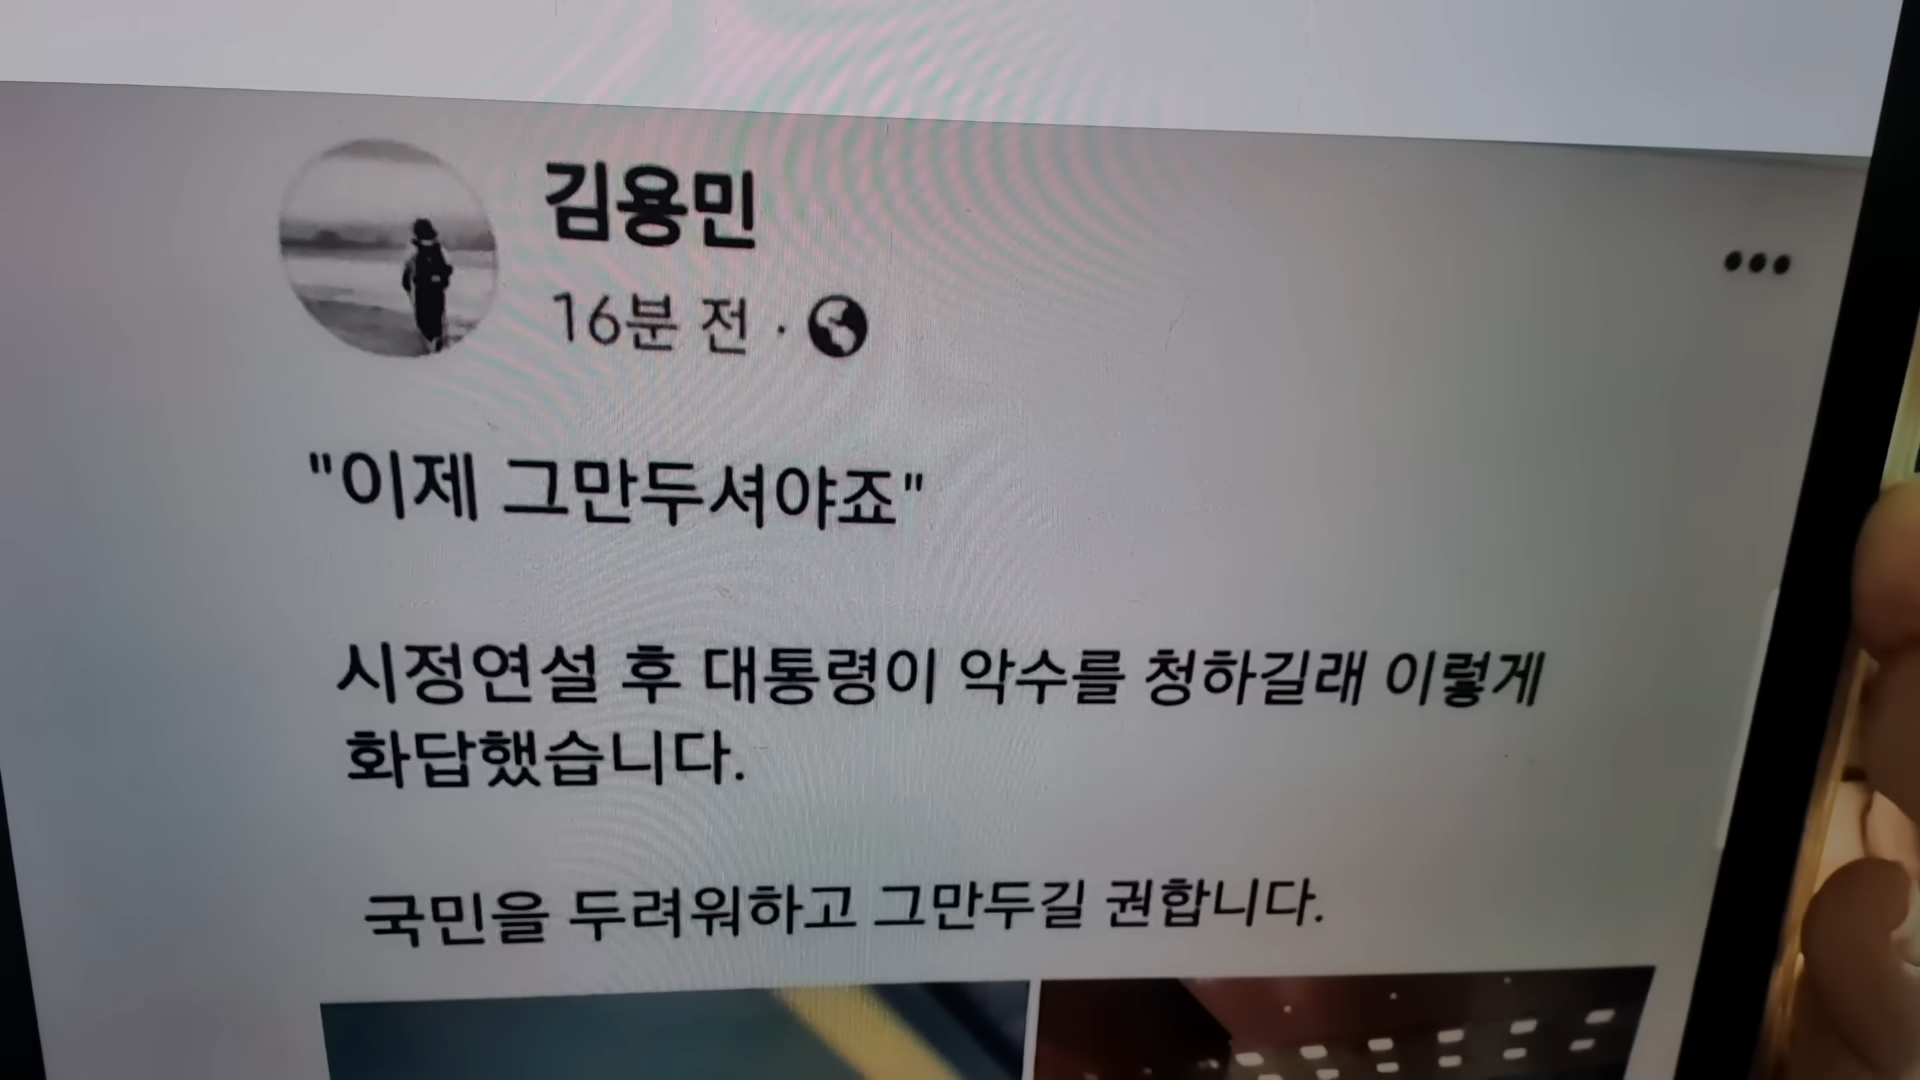 김용민
16분 전 ·
"이제 그만두셔야죠"
시정연설 후 대통령이 악수를 청하길래 이렇게
화답했습니다.
국민을 두려워하고 그만두길 권합니다.